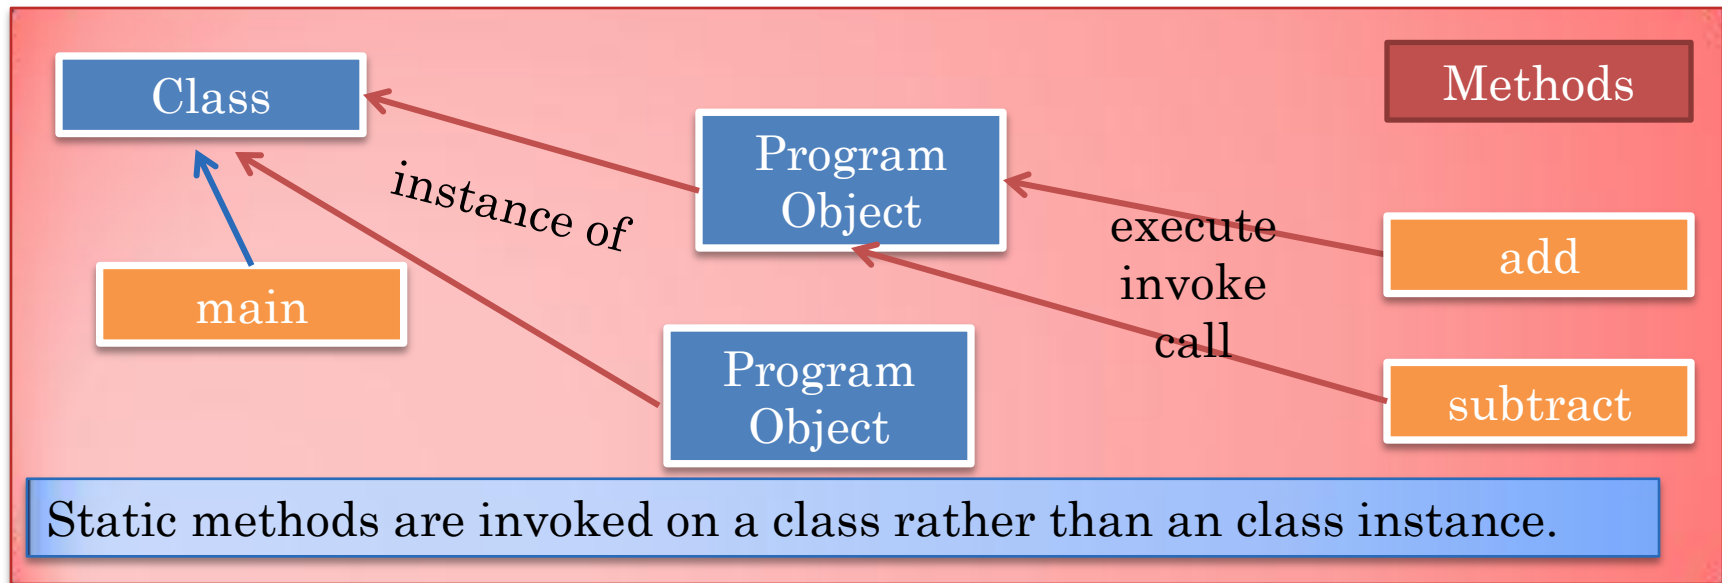 Class
Methods
Program
Object
instance of
execute
invoke
call
add
main
Program
Object
subtract
Static methods are invoked on a class rather than an class instance.